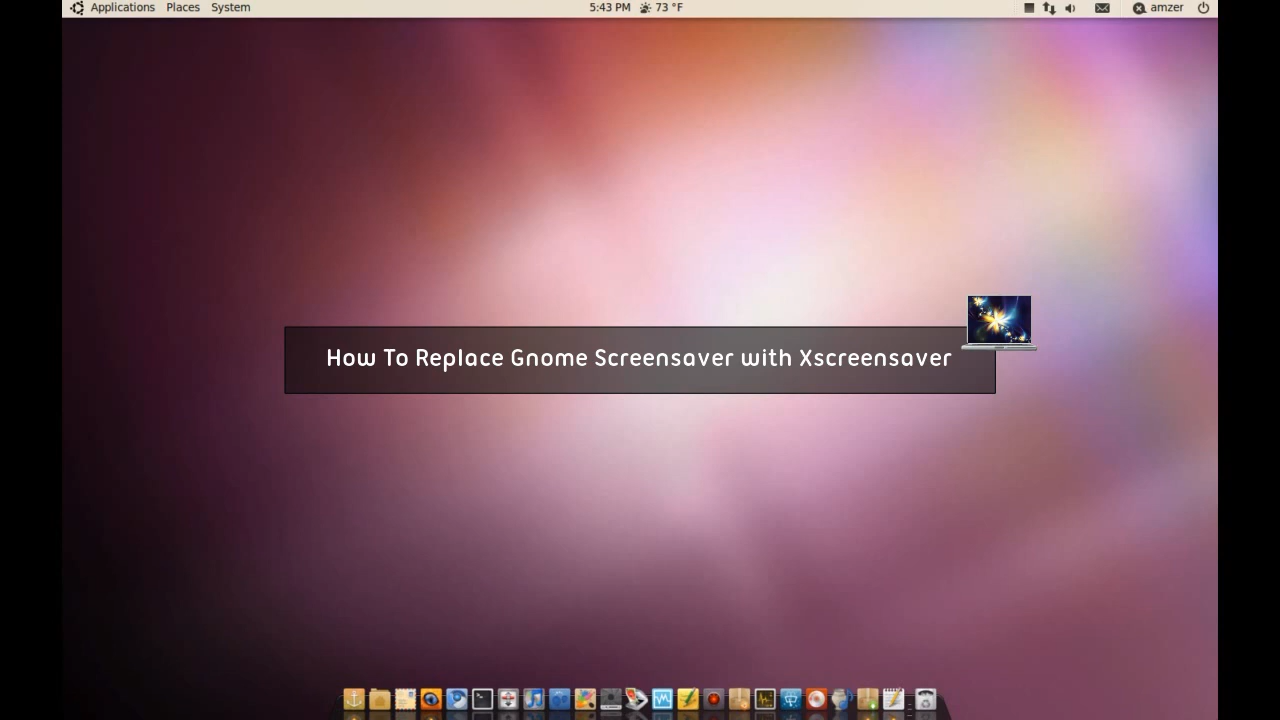 Applications Places System 5:43 PM 73 °F amzer
How To Replace Gnome Screensaver with Xscreensaver